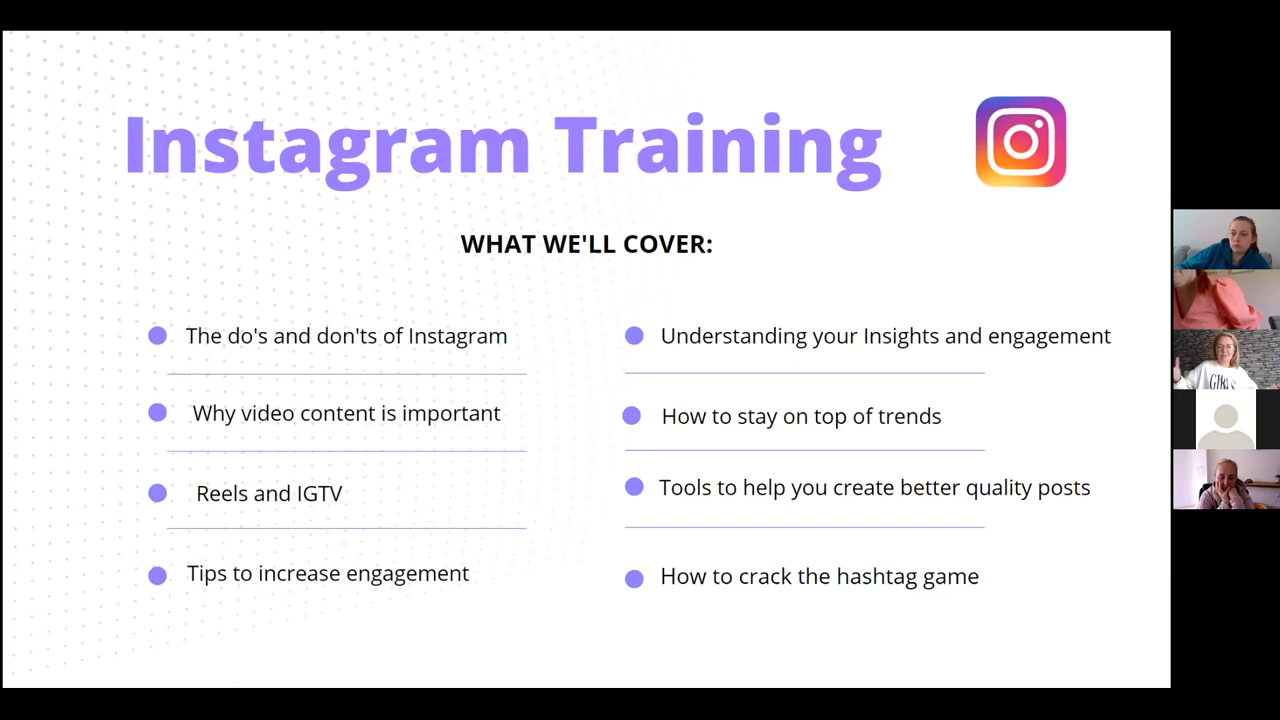 Instagram Training
WHAT WE'LL COVER:
The do's and don'ts of Instagram
Why video content is important
Reels and IGTV
Tips to increase engagement
Understanding your Insights and engagement
How to stay on top of trends
Tools to help you create better quality posts
How to crack the hashtag game